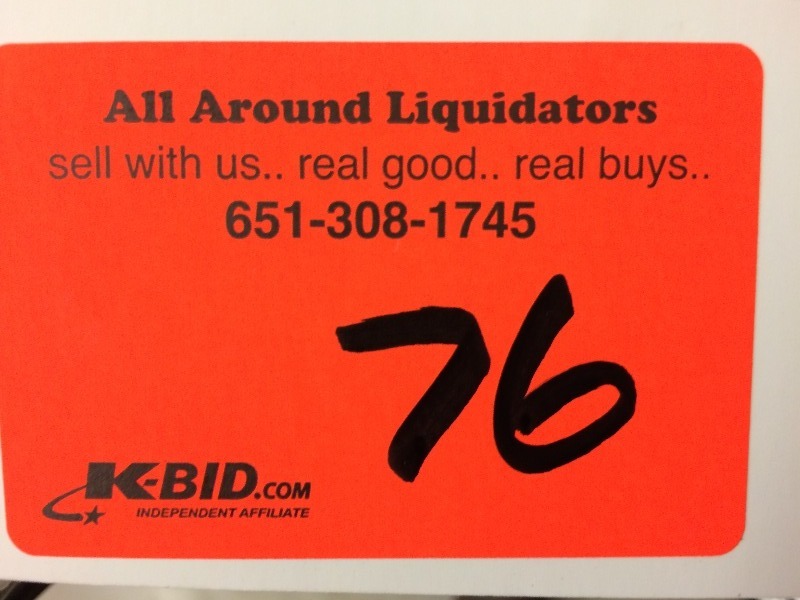 All Around Liquidators
sell with us.. real good.. real buys..
651-308-1745
76
K-BID.COM
INDEPENDENT AFFILIATE